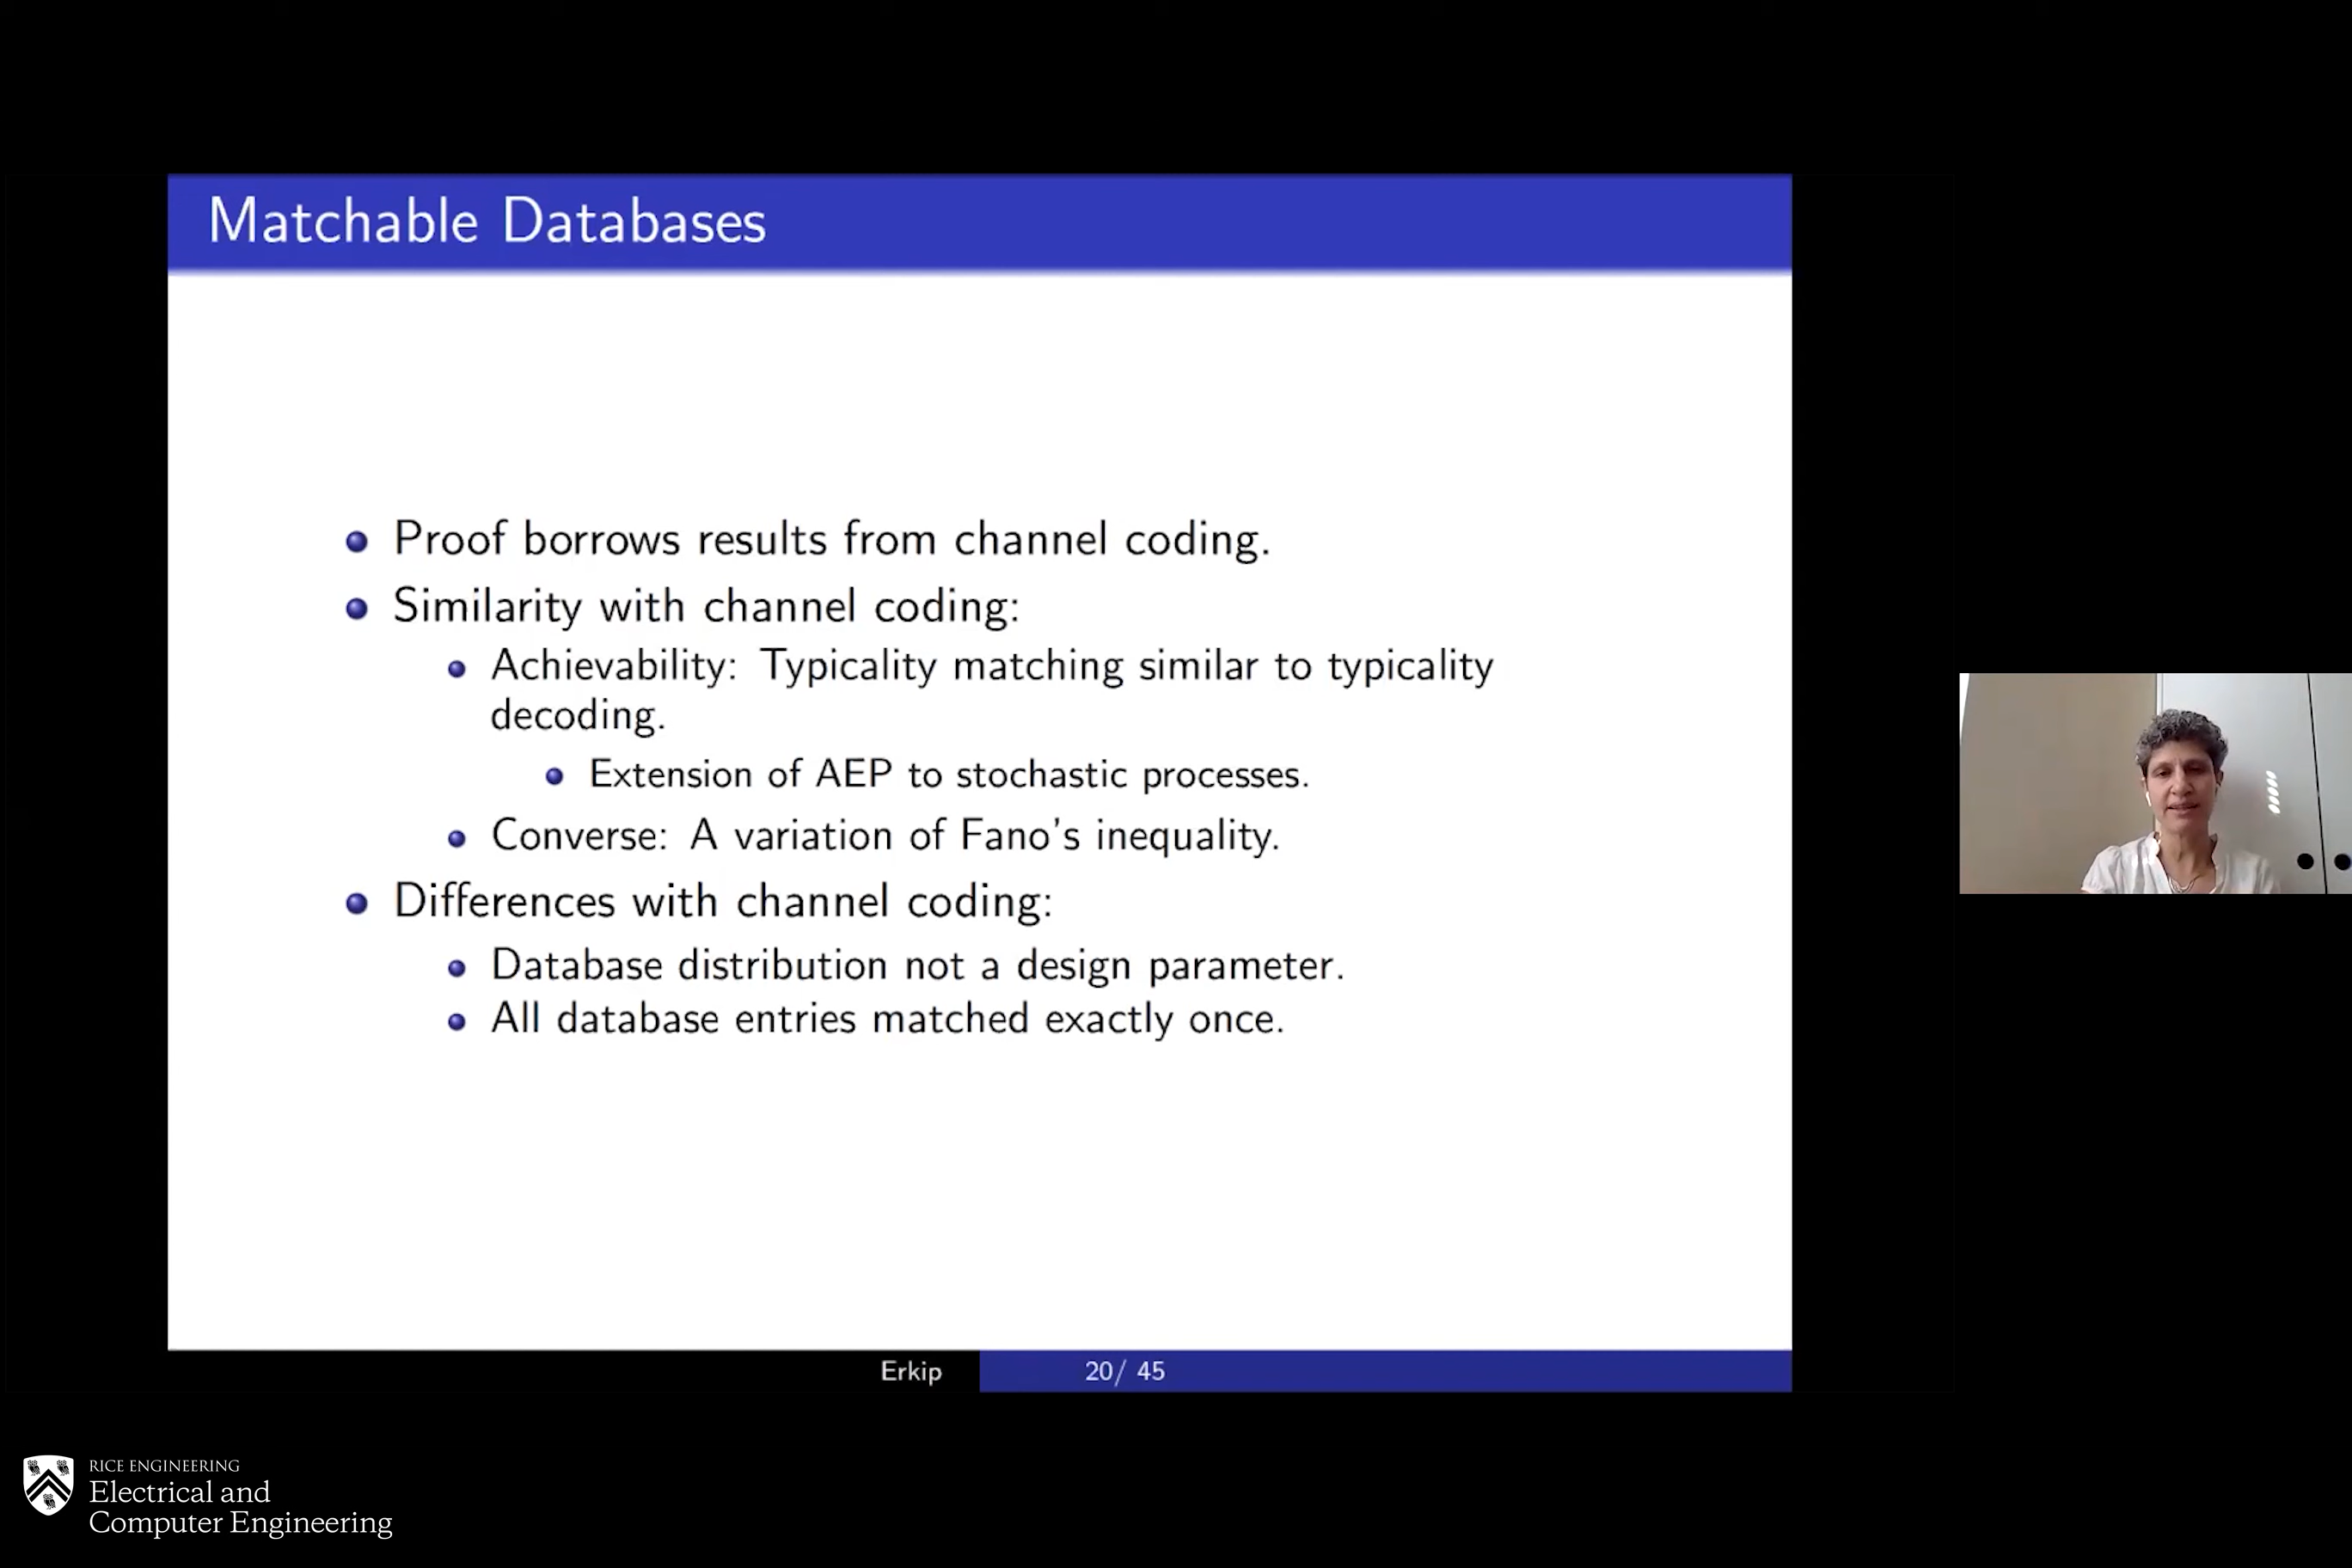 Matchable Databases
Proof borrows results from channel coding.
Similarity with channel coding:
Achievability: Typicality matching similar to typicality
decoding.
Extension of AEP to stochastic processes.
Converse: A variation of Fano's inequality.
Differences with channel coding:
Database distribution not a design parameter.
All database entries matched exactly once.
Erkip
20/ 45
RICE ENGINEERING
Electrical and
Computer Engineering